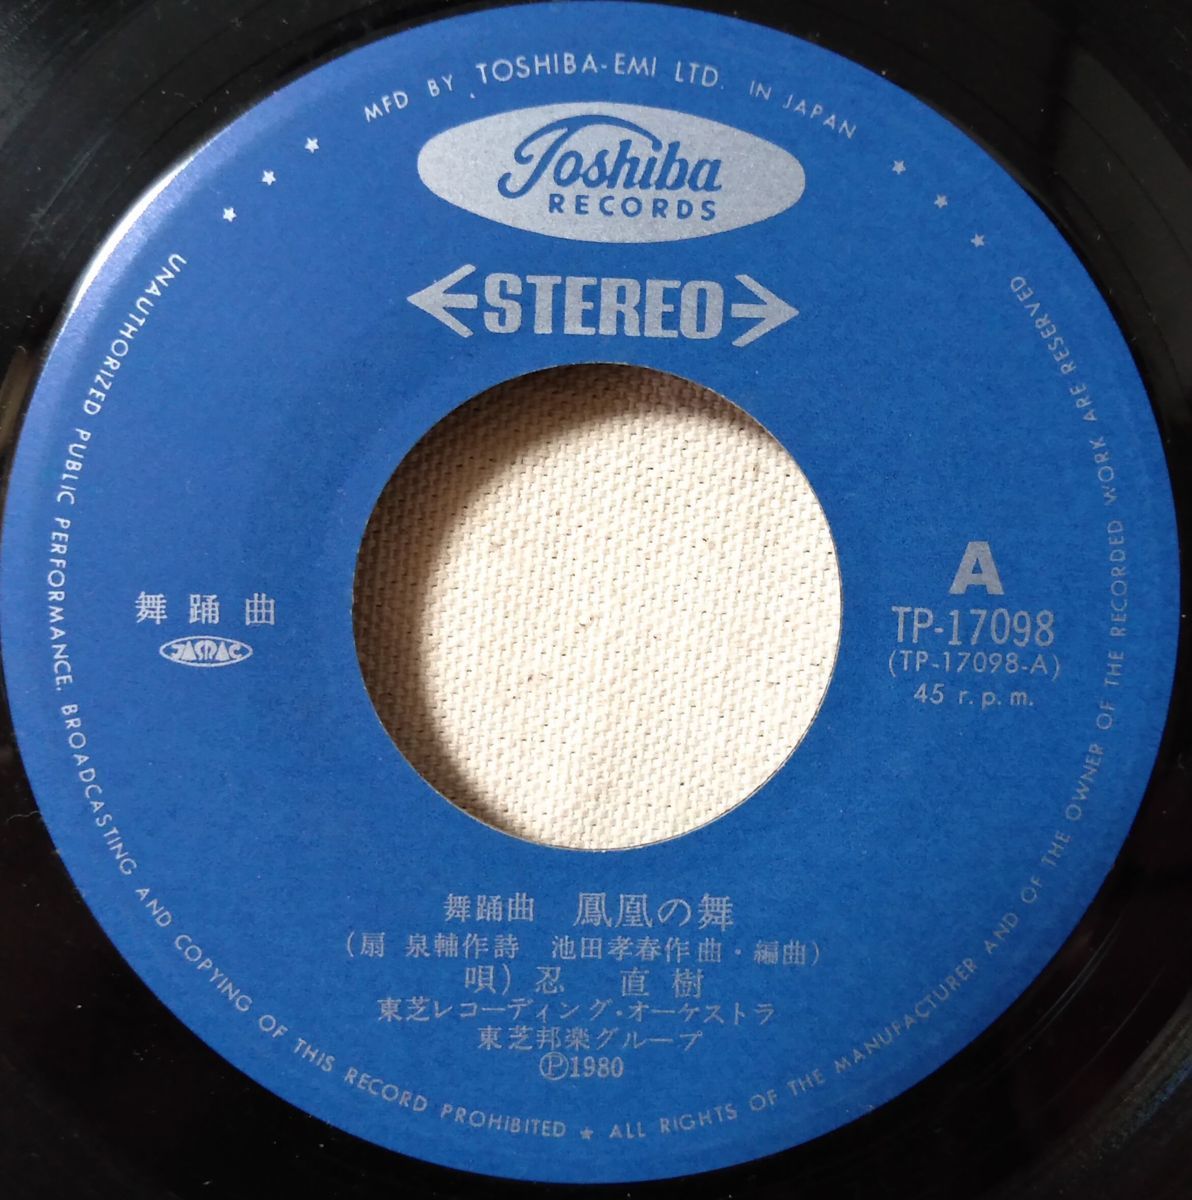 MFD BY TOSHIBA-EMI LTD. IN JAPAN
Toshiba
RECORDS
STEREO
舞踊曲
JASRAC
A
TP-17098
(TP-17098-A)
45 r.p.m.
舞踊曲 鳳凰の舞
(扇 泉輔作詩 池田孝春作曲・編曲)
唄) 忍 直樹
東芝レコーディング・オーケストラ
東芝邦楽グループ
Ⓟ1980
UNAUTHORIZED PUBLIC PERFORMANCE, BROADCASTING AND COPYING OF THIS RECORD PROHIBITED ★ ALL RIGHTS OF THE MANUFACTURER AND OF THE OWNER OF THE RECORDED WORK ARE RESERVED